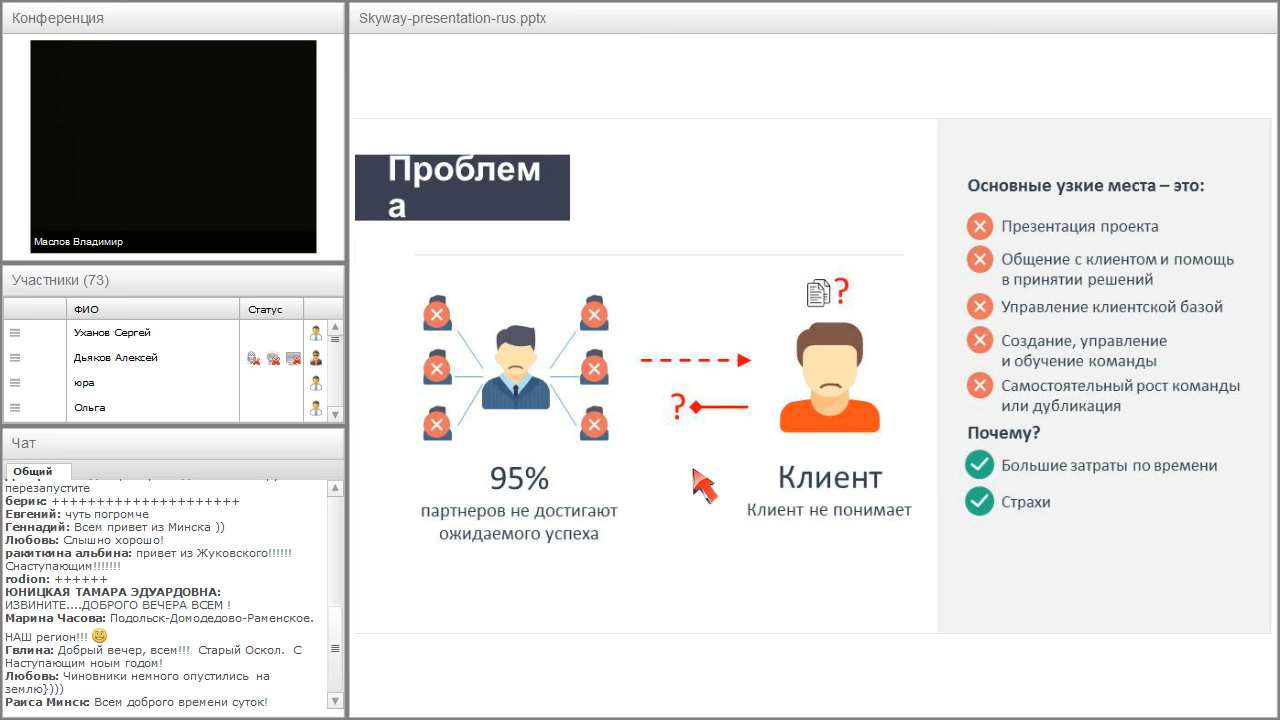 Конференция
Маслов Владимир
Участники (73)
ФИО
Статус
Уханов Сергей
Дьяков Алексей
юра
Ольга
Чат
Общий
перезапустите
берик: +++++++++++++++++++++
Евгений: чуть погромче
Геннадий: Всем привет из Минска ))
Любовь: Слышно хорошо!
ракиткина альбина: привет из Жуковского!!!!!!
Снаступающим!!!!!!!
rodion: ++++++
ЮНИЦКАЯ ТАМАРА ЭДУАРДОВНА:
ИЗВИНИТЕ....ДОБРОГО ВЕЧЕРА ВСЕМ !
Марина Часова: Подольск-Домодедово-Раменское.
НАШ регион!!!
Гвлина: Добрый вечер, всем!!! Старый Оскол. С
Наступающим ноым годом!
Любовь: Чиновники немного опустились на
землю}))))
Раиса Минск: Всем доброго времени суток!
Skyway-presentation-rus.pptx
Проблем
а
?
?
95%
партнеров не достигают
ожидаемого успеха
Клиент
Клиент не понимает
Основные узкие места – это:
Презентация проекта
Общение с клиентом и помощь
в принятии решений
Управление клиентской базой
Создание, управление
и обучение команды
Самостоятельный рост команды
или дубликация
Почему?
Большие затраты по времени
Страхи